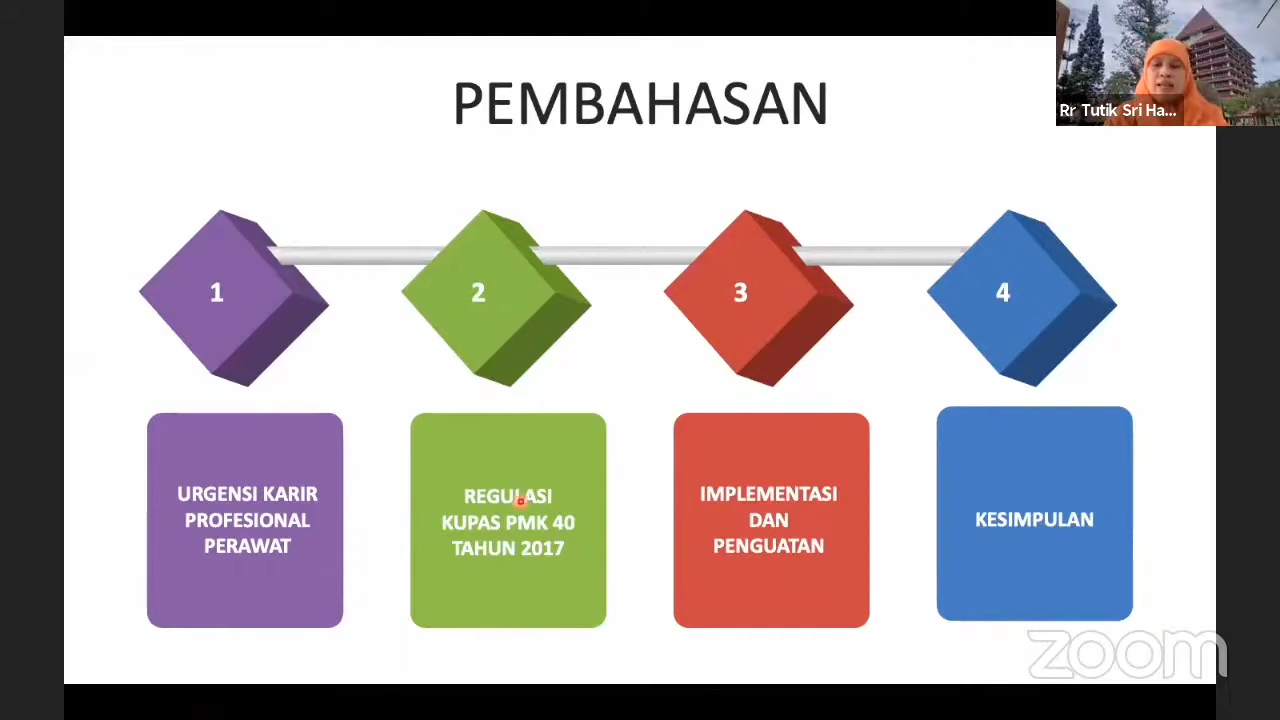 PEMBAHASAN
Rr Tutik Sri Ha...
1
2
3
4
URGENSI KARIR
PROFESIONAL
PERAWAT
REGULASI
KUPAS PMK 40
TAHUN 2017
IMPLEMENTASI
DAN
PENGUATAN
KESIMPULAN
zoom